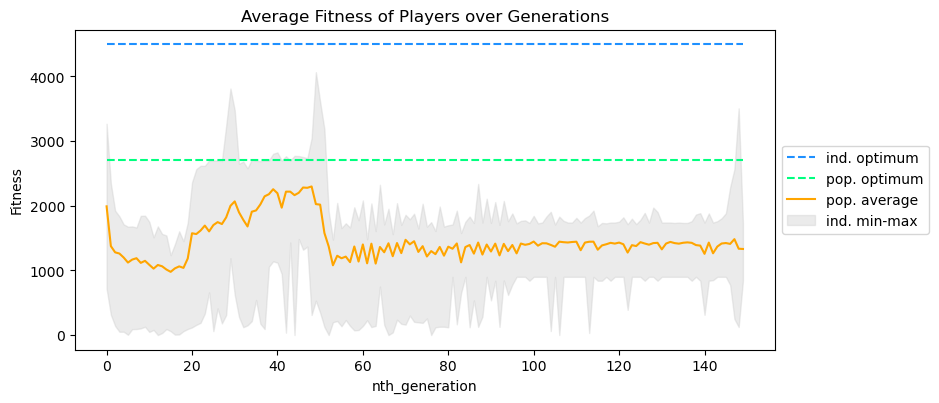 Average Fitness of Players over Generations
Fitness
4000
3000
2000
1000
0
0 20 40 60 80 100 120 140
nth_generation
ind. optimum
pop. optimum
pop. average
ind. min-max